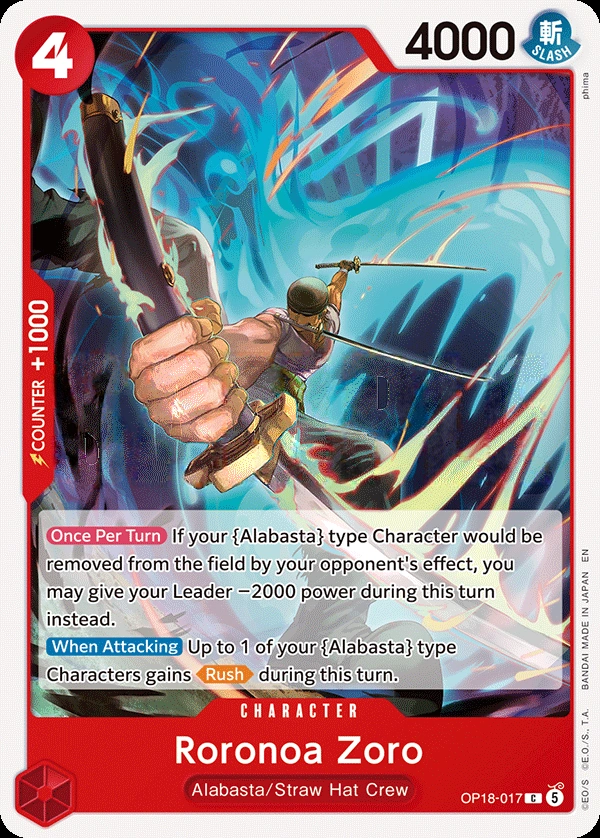 4
4000
斬
SLASH
phima
COUNTER +1000
Once Per Turn If your {Alabasta} type Character would be
removed from the field by your opponent's effect, you
may give your Leader −2000 power during this turn
instead.
When Attacking Up to 1 of your {Alabasta} type
Characters gains Rush during this turn.
CHARACTER
Roronoa Zoro
Alabasta/Straw Hat Crew
OP18-017 C 5
©EO/S ©E.O./S., T.A. BANDAI MADE IN JAPAN EN